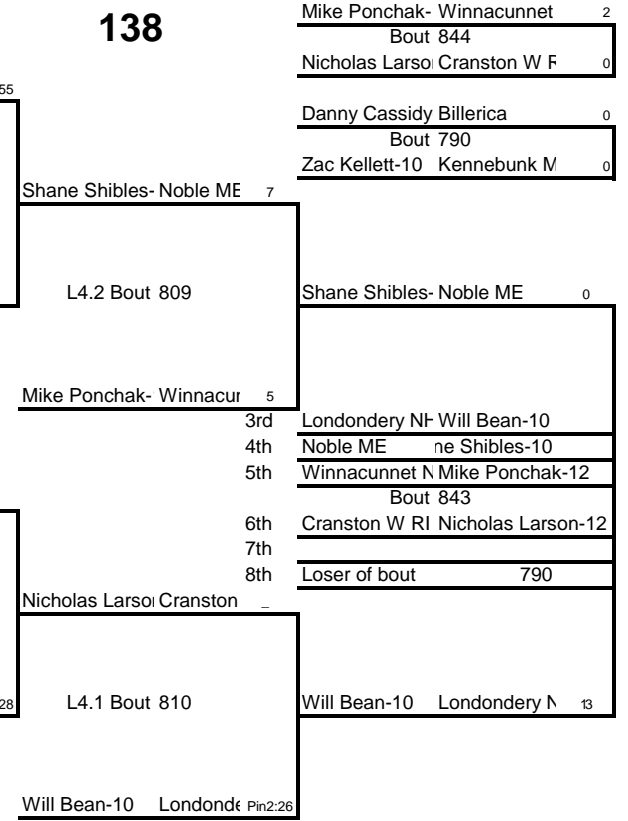 138
Mike Ponchak- Winnacunnet 2
Bout 844
Nicholas Larso Cranston W R 0
55
Danny Cassidy Billerica 0
Bout 790
Zac Kellett-10 Kennebunk M 0
Shane Shibles- Noble ME 7
L4.2 Bout 809
Shane Shibles- Noble ME 0
Mike Ponchak- Winnacur 5
3rd Londondery NH Will Bean-10
4th Noble ME ne Shibles-10
5th Winnacunnet N Mike Ponchak-12
Bout 843
6th Cranston W RI Nicholas Larson-12
7th
8th Loser of bout 790
Nicholas Larso Cranston
28
L4.1 Bout 810
Will Bean-10 Londondery N 13
Will Bean-10 Londonde Pin2:26